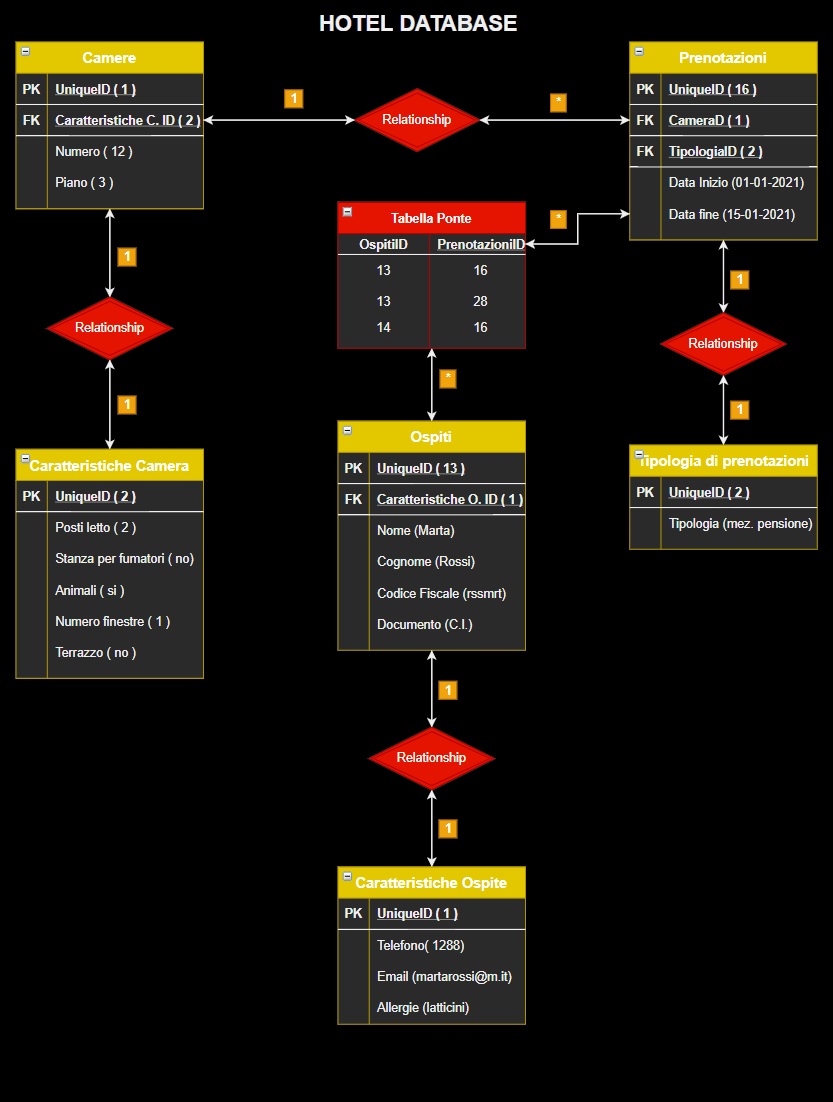 HOTEL DATABASE
Camere
PK UniqueID ( 1 )
FK Caratteristiche C. ID ( 2 )
Numero ( 12 )
Piano ( 3 )
1
Relationship
*
Prenotazioni
PK UniqueID ( 16 )
FK CameraD ( 1 )
FK TipologiaID ( 2 )
Data Inizio (01-01-2021)
Data fine (15-01-2021)
Tabella Ponte
OspitiID PrenotazioniID
13 16
13 28
14 16
*
1
Relationship
1
1
Relationship
1
*
Caratteristiche Camera
PK UniqueID ( 2 )
Posti letto ( 2 )
Stanza per fumatori ( no)
Animali ( si )
Numero finestre ( 1 )
Terrazzo ( no )
Ospiti
PK UniqueID ( 13 )
FK Caratteristiche O. ID ( 1 )
Nome (Marta)
Cognome (Rossi)
Codice Fiscale (rssmrt)
Documento (C.I.)
Tipologia di prenotazioni
PK UniqueID ( 2 )
Tipologia (mez. pensione)
1
Relationship
1
Caratteristiche Ospite
PK UniqueID ( 1 )
Telefono( 1288)
Email (martarossi@m.it)
Allergie (latticini)